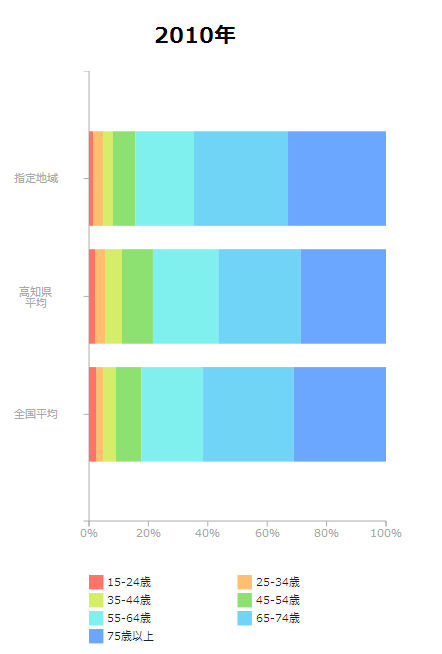 2010年
指定地域
高知県
平均
全国平均
0% 20% 40% 60% 80% 100%
15-24歳 25-34歳
35-44歳 45-54歳
55-64歳 65-74歳
75歳以上